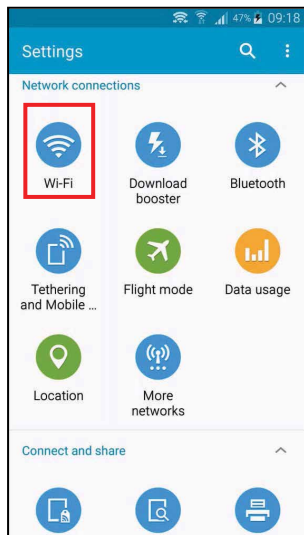 47% 09:18
Settings
Network connections
Wi-Fi
Download
booster
Bluetooth
Tethering
and Mobile ...
Flight mode
Data usage
Location
More
networks
Connect and share